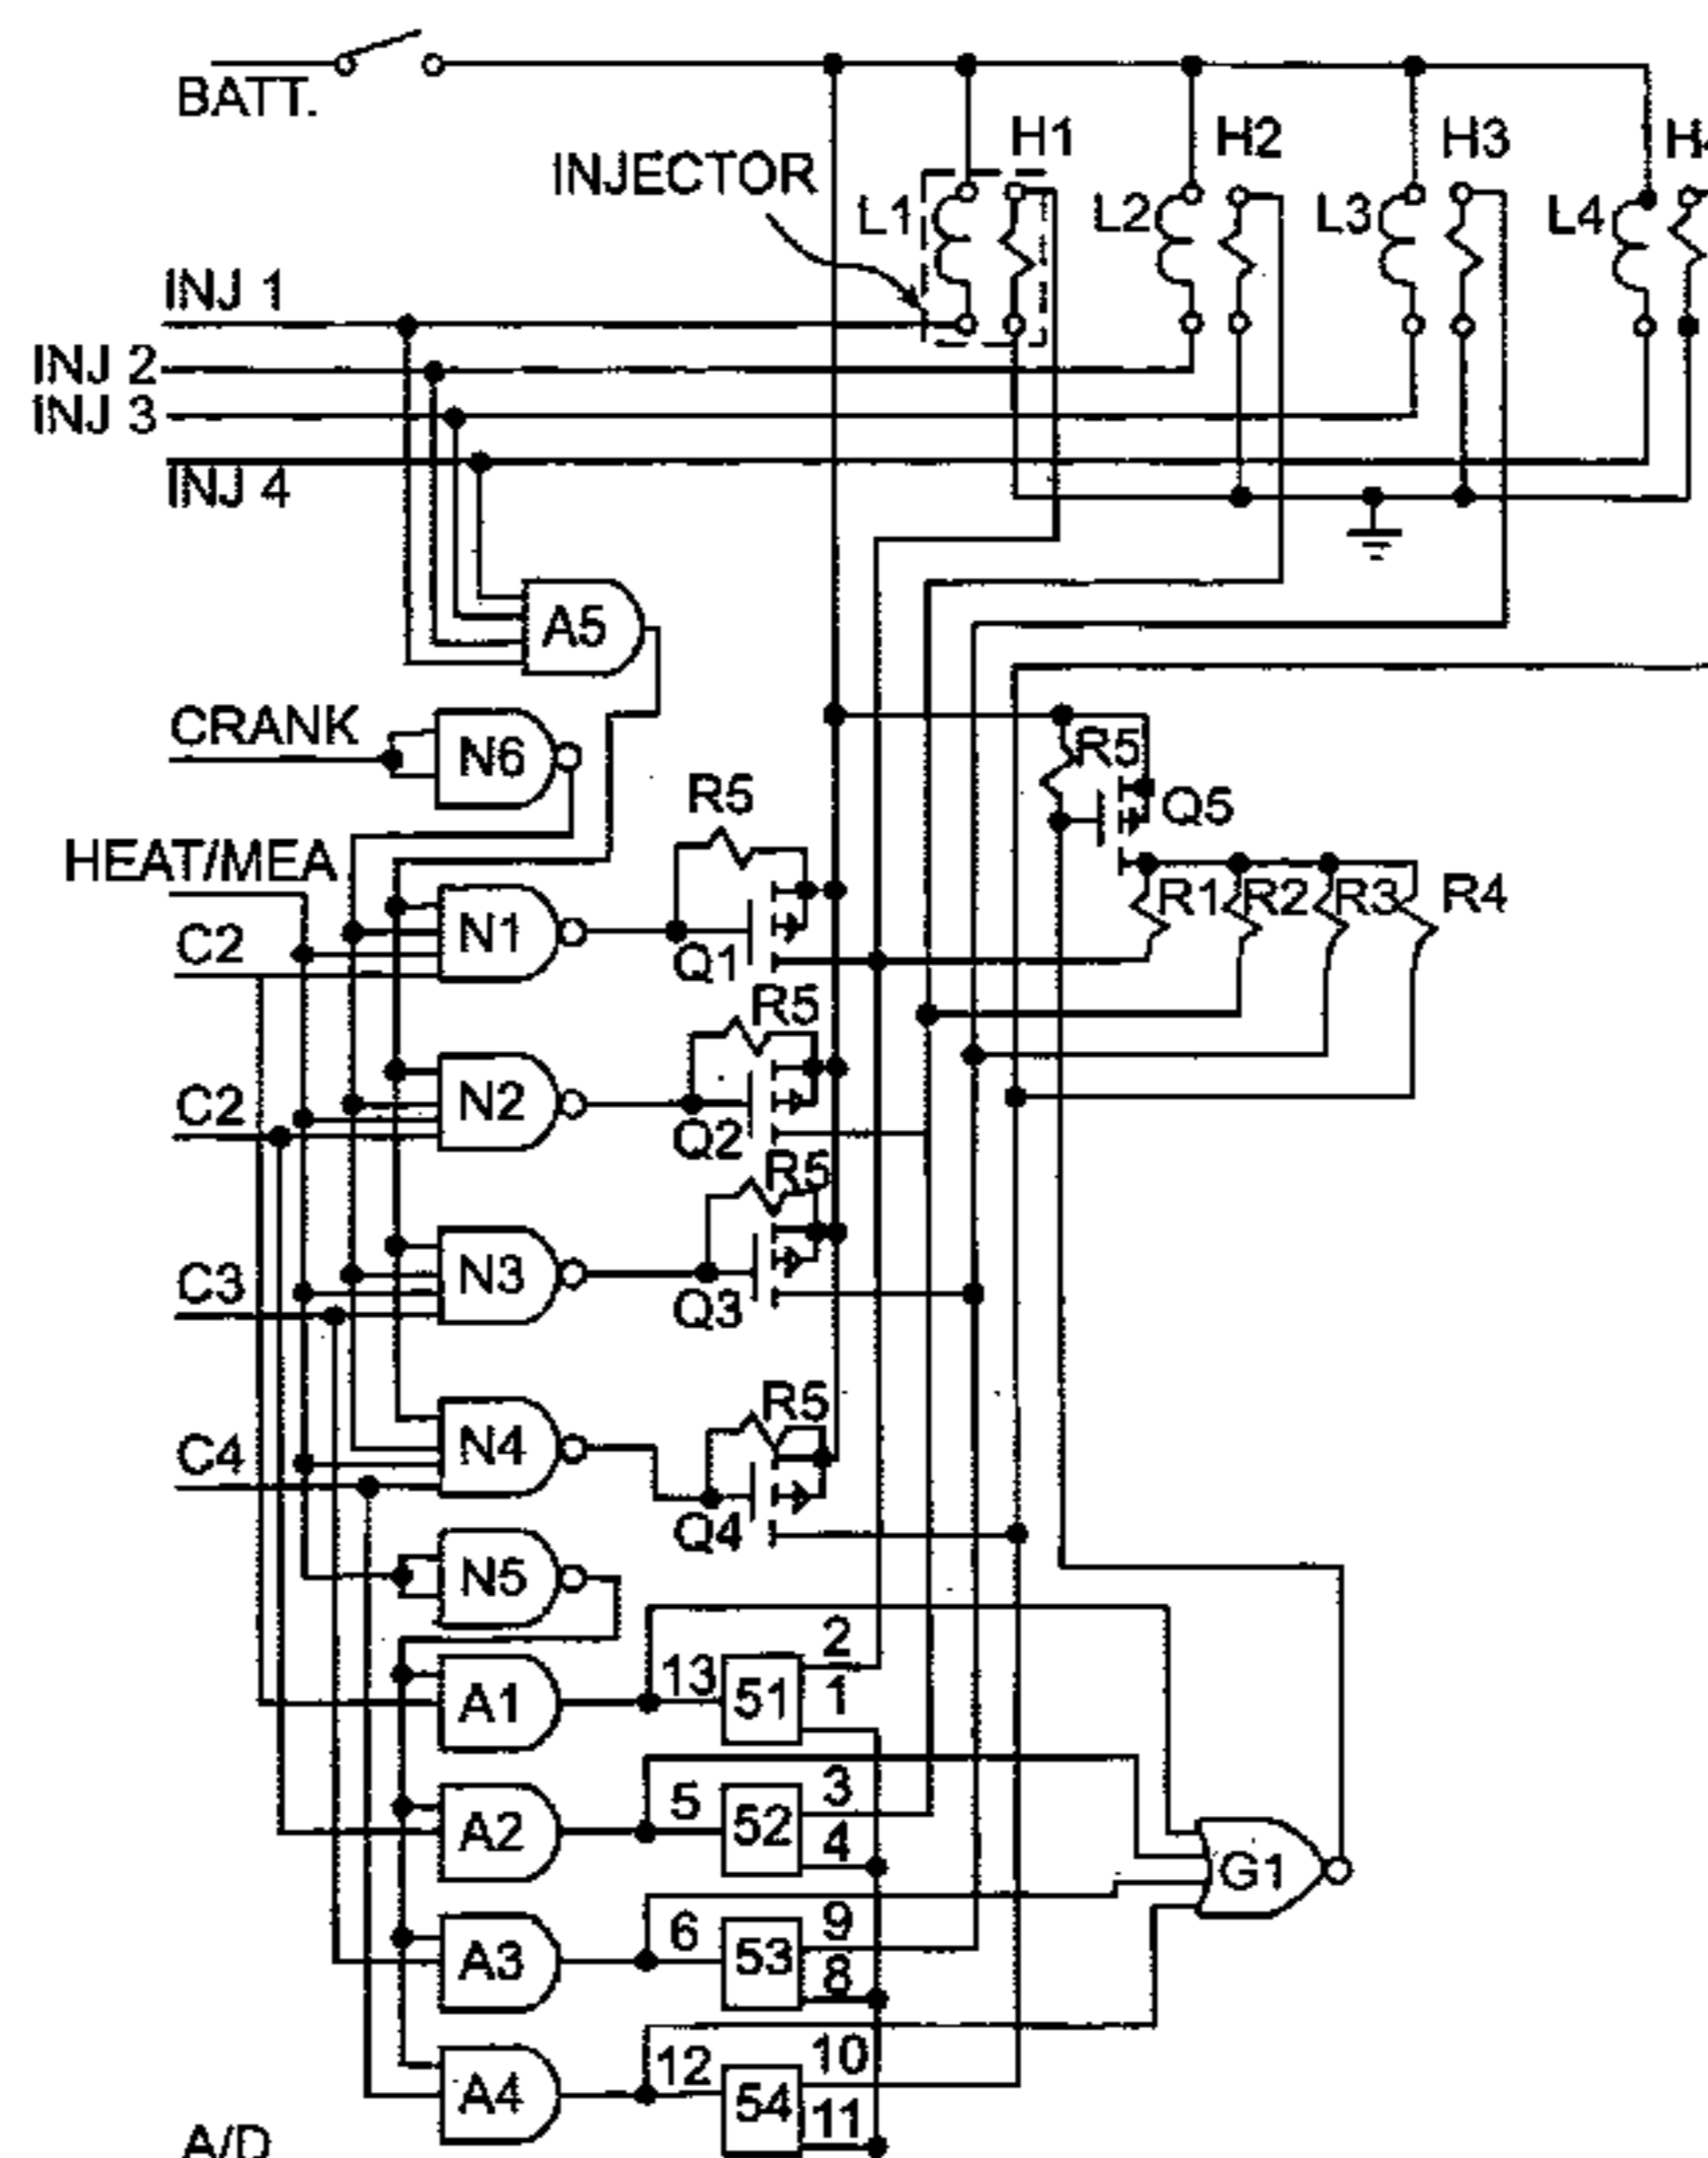 BATT.
INJECTOR
H1
H2
H3
L1
L2
L3
L4
INJ 1
INJ 2
INJ 3
INJ 4
A5
CRANK
N6
R5
R5
Q5
HEAT/MEA
R1
R2
R3
R4
C2
N1
Q1
R5
C2
N2
Q2
R5
C3
N3
Q3
R5
C4
N4
Q4
N5
A1
13
51
2
1
A2
5
52
3
4
G1
A3
6
53
9
8
A4
12
54
10
11
A/D